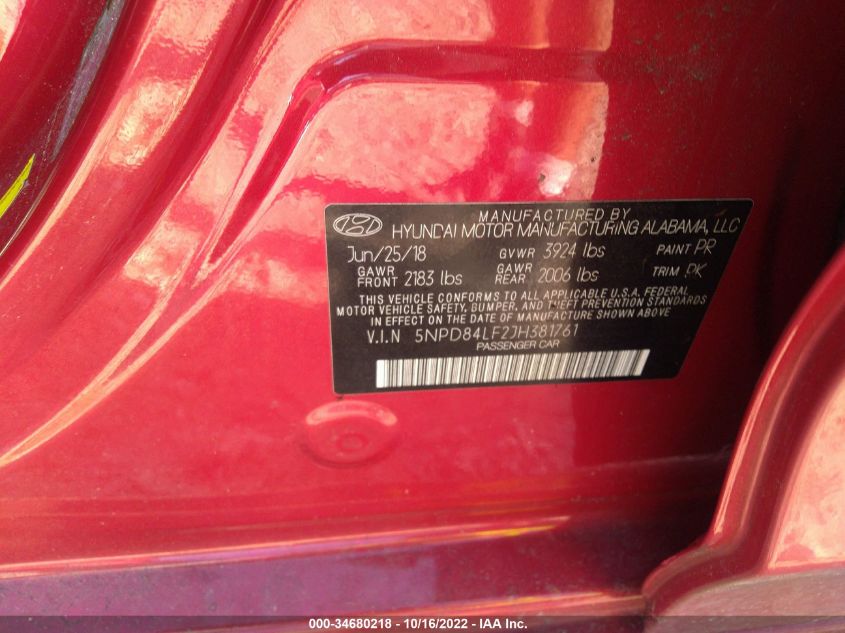 MANUFACTURED BY
HYUNDAI MOTOR MANUFACTURING ALABAMA, LLC
Jun/25/18 GVWR 3924 lbs PAINT PR
GAWR FRONT 2183 lbs GAWR REAR 2006 lbs TRIM PK
THIS VEHICLE CONFORMS TO ALL APPLICABLE U.S.A. FEDERAL
MOTOR VEHICLE SAFETY, BUMPER, AND THEFT PREVENTION STANDARDS
IN EFFECT ON THE DATE OF MANUFACTURE SHOWN ABOVE
V.I.N 5NPD84LF2JH381761
PASSENGER CAR
000-34680218 - 10/16/2022 - IAA Inc.